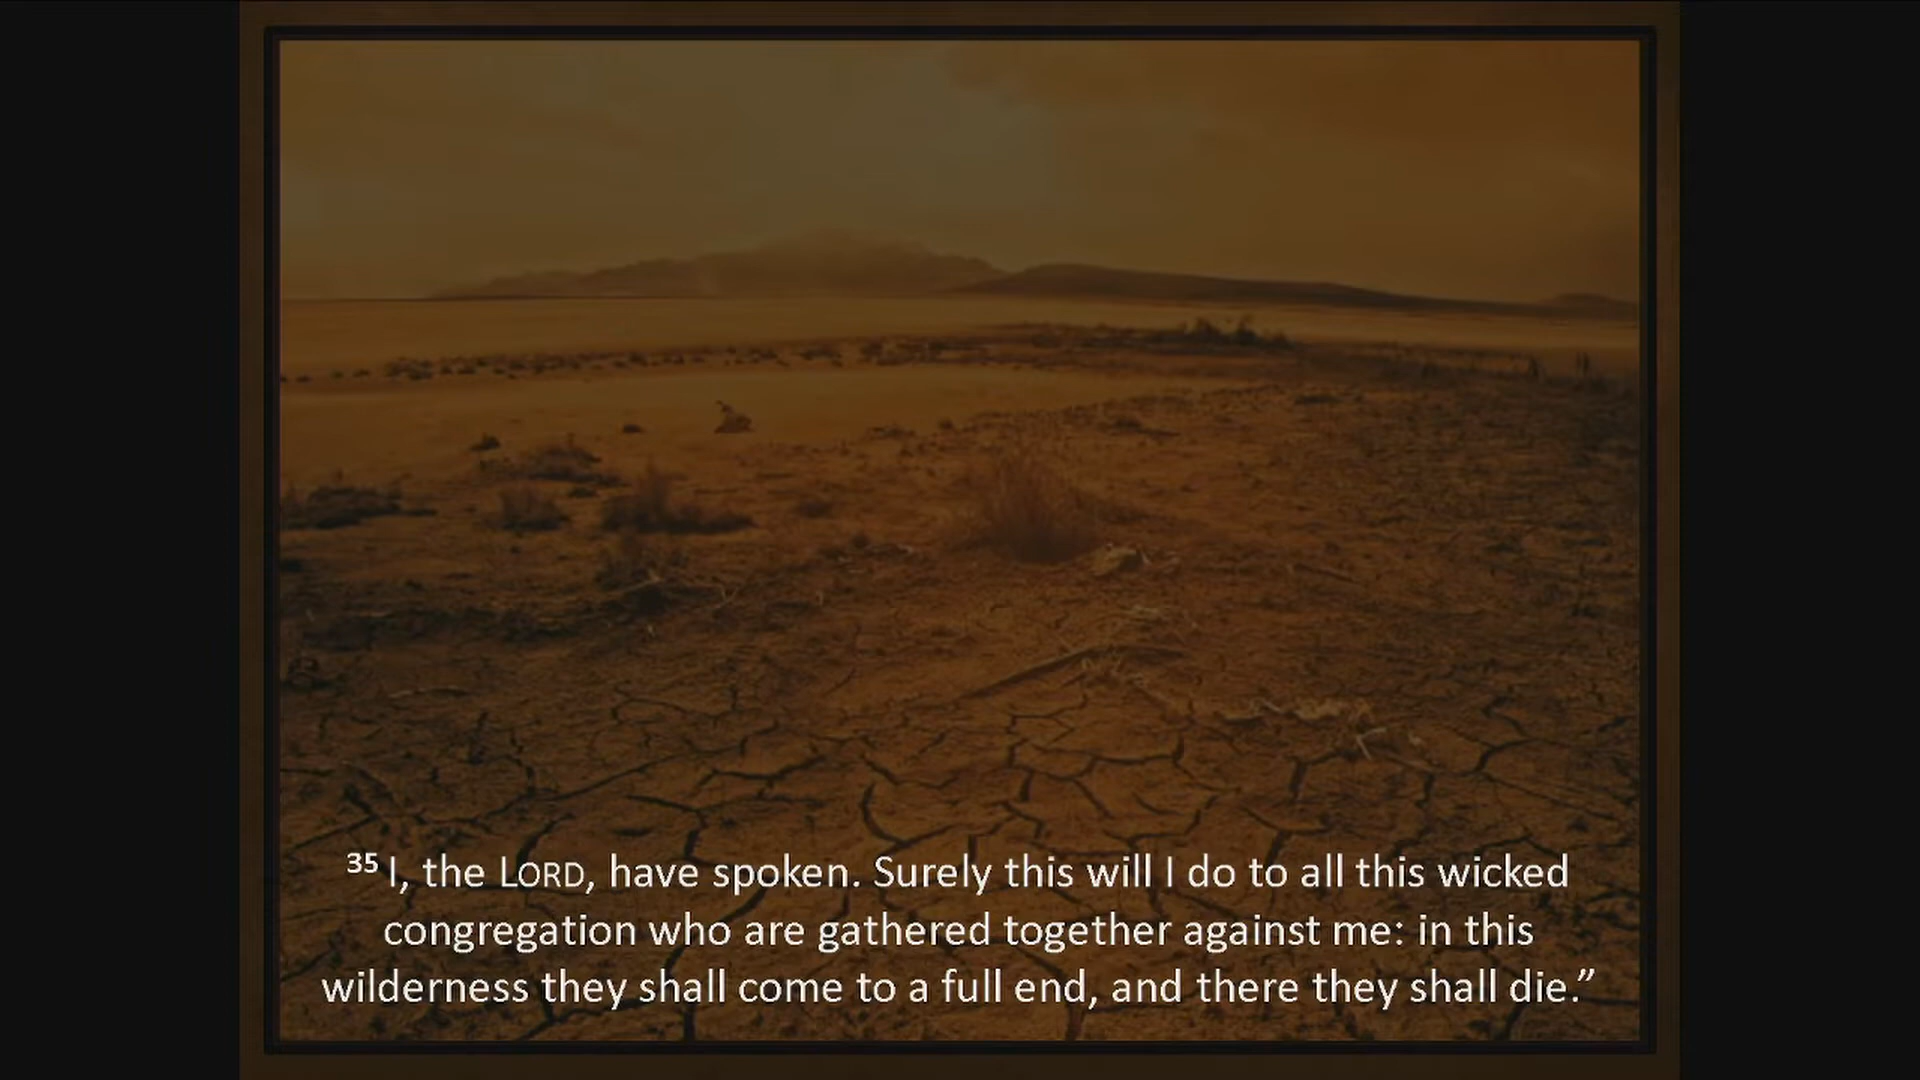 35 I, the LORD, have spoken. Surely this will I do to all this wicked
congregation who are gathered together against me: in this
wilderness they shall come to a full end, and there they shall die.”